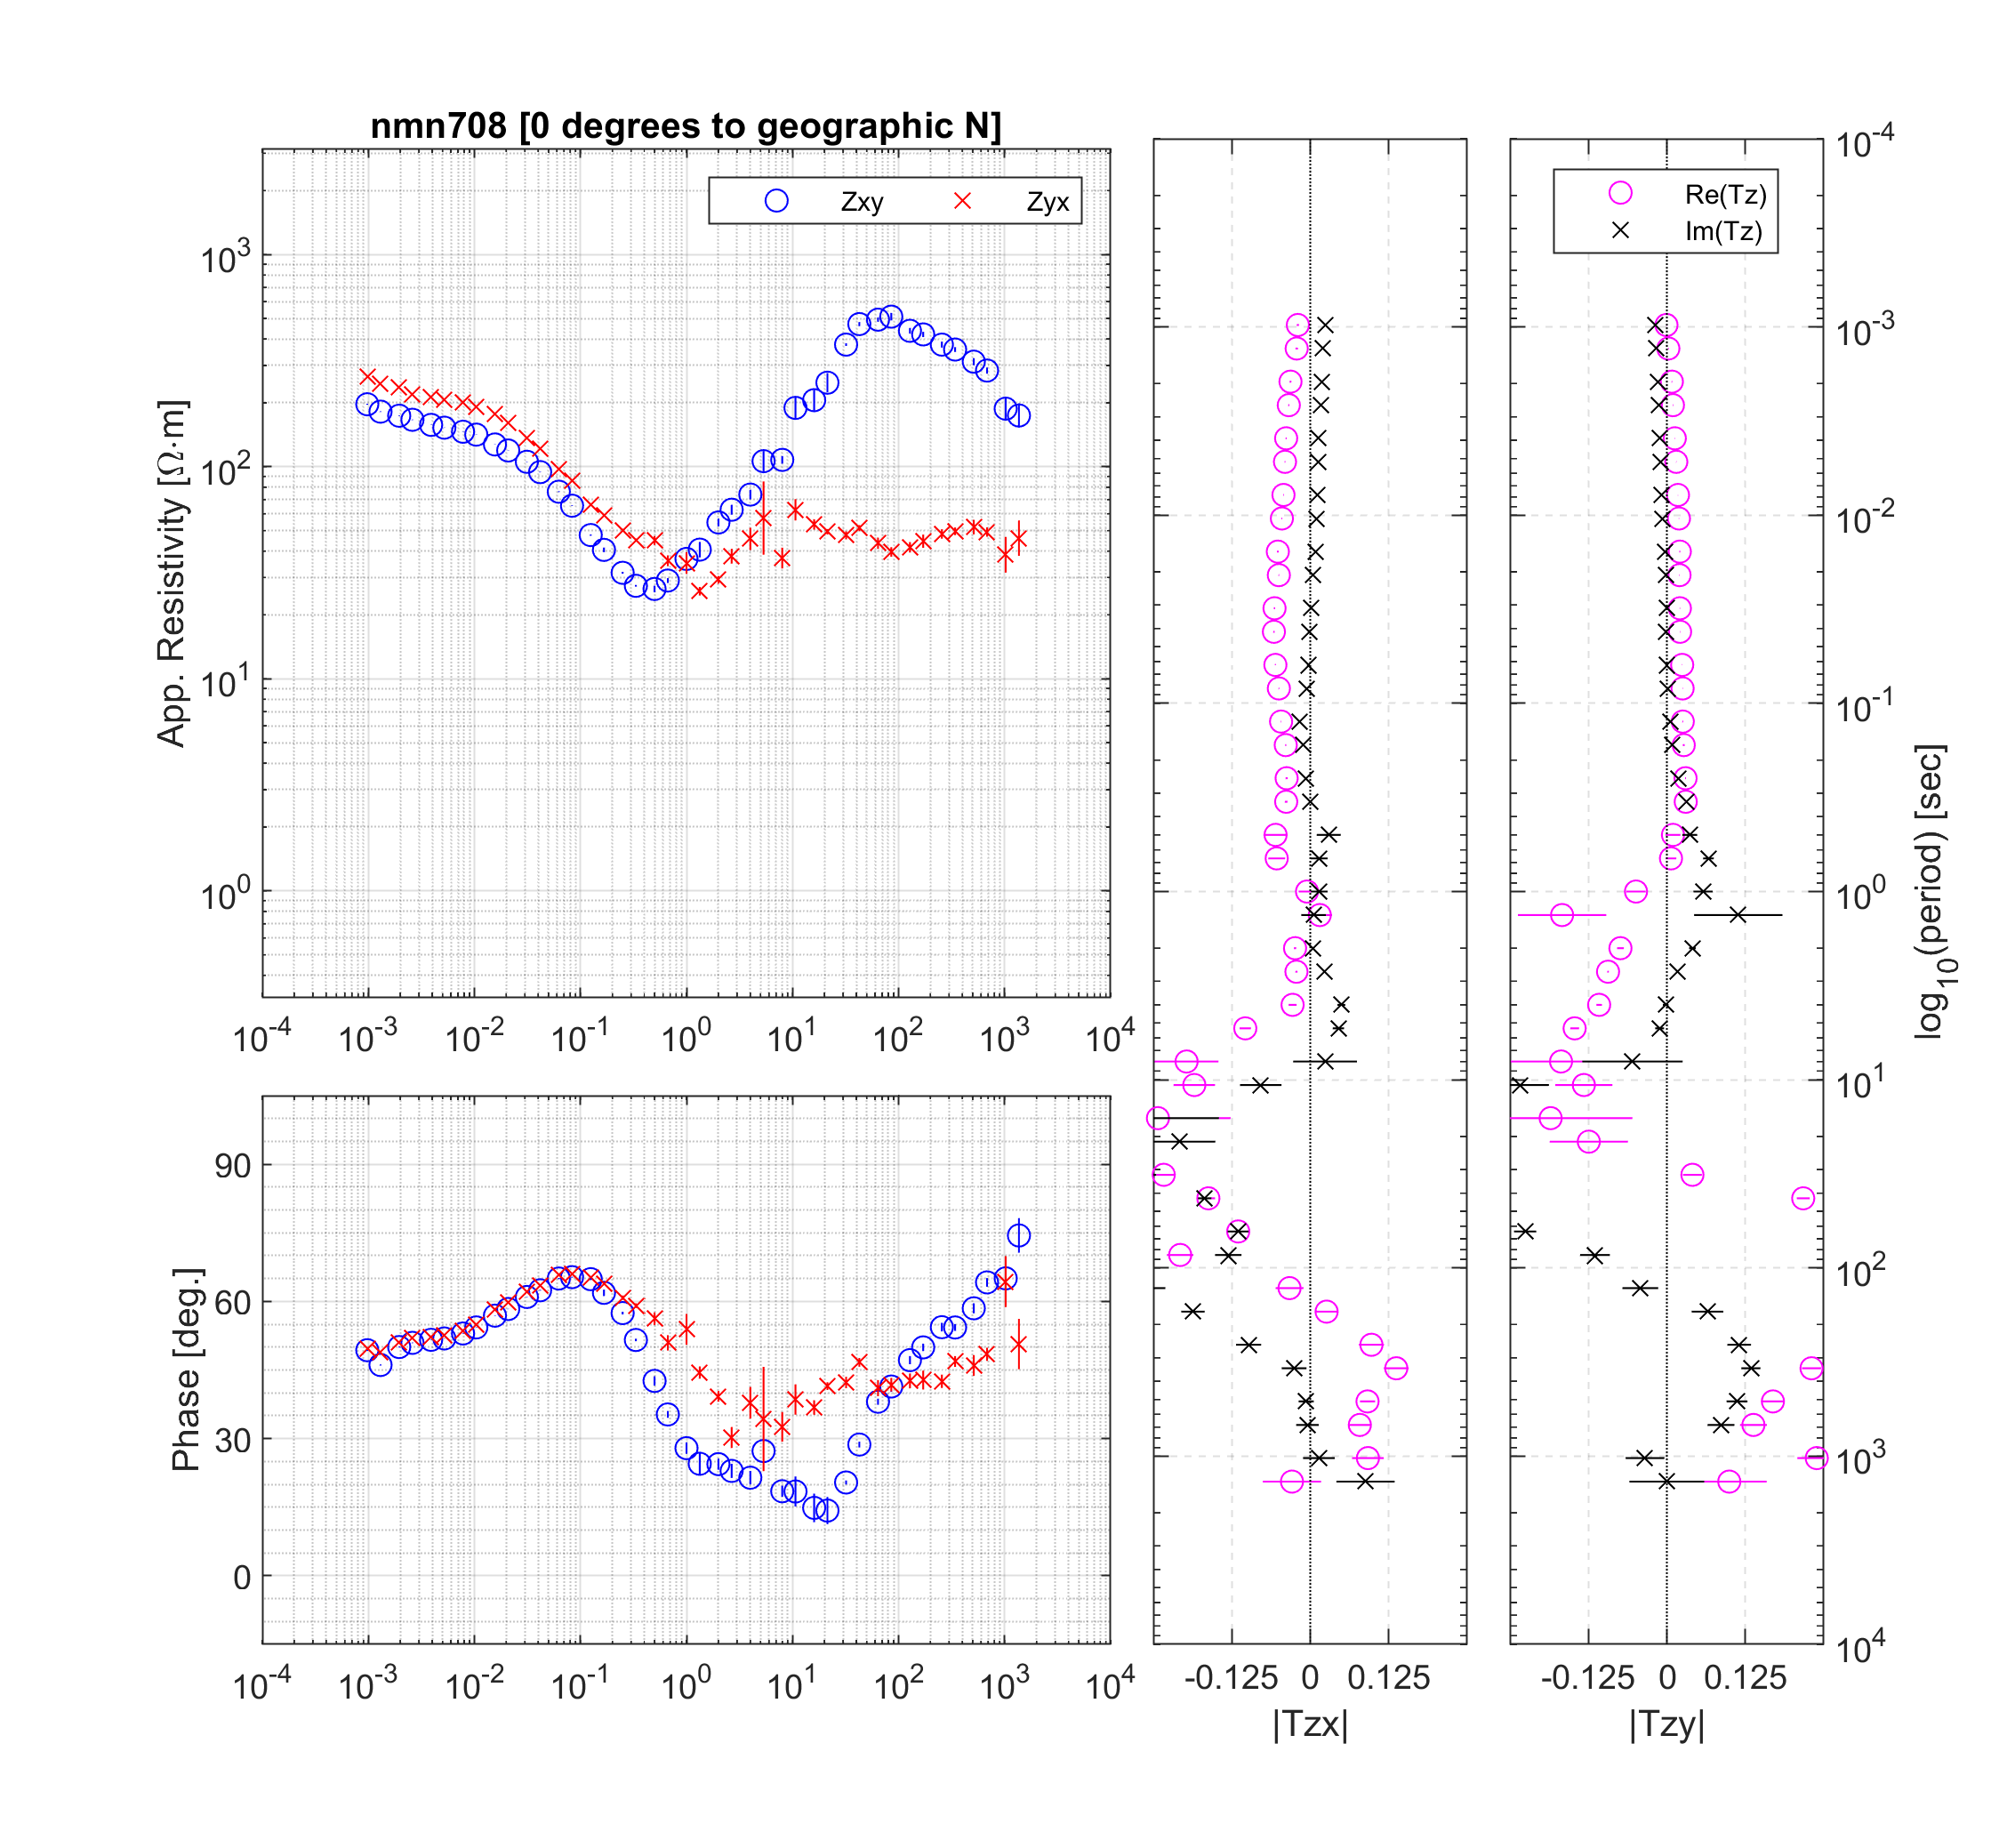 nmn708 [0 degrees to geographic N]
Zxy Zyx
App. Resistivity [Ω·m]
10^3
10^2
10^1
10^0
10^-4 10^-3 10^-2 10^-1 10^0 10^1 10^2 10^3 10^4
Phase [deg.]
90
60
30
0
10^-4 10^-3 10^-2 10^-1 10^0 10^1 10^2 10^3 10^4
-0.125 0 0.125
|Tzx|
Re(Tz)
Im(Tz)
-0.125 0 0.125
|Tzy|
10^-4
10^-3
10^-2
10^-1
10^0
10^1
10^2
10^3
10^4
log_10(period) [sec]